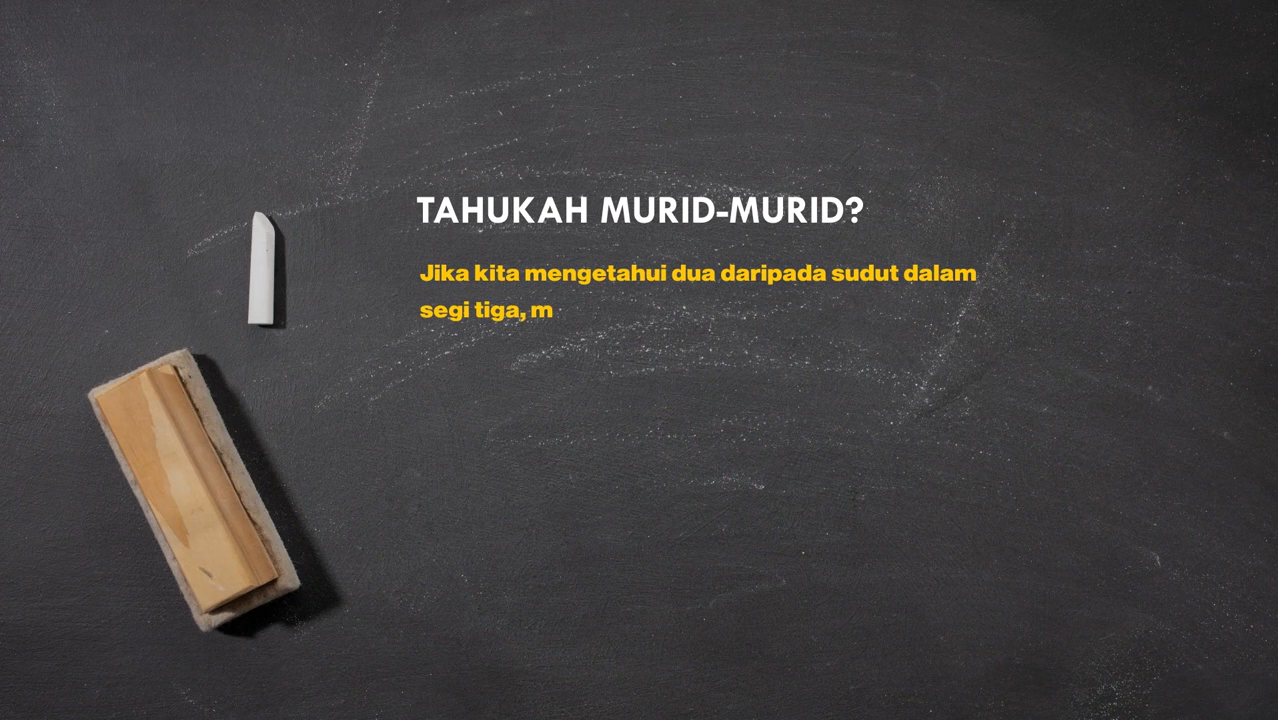 TAHUKAH MURID-MURID?
Jika kita mengetahui dua daripada sudut dalam
segi tiga, m